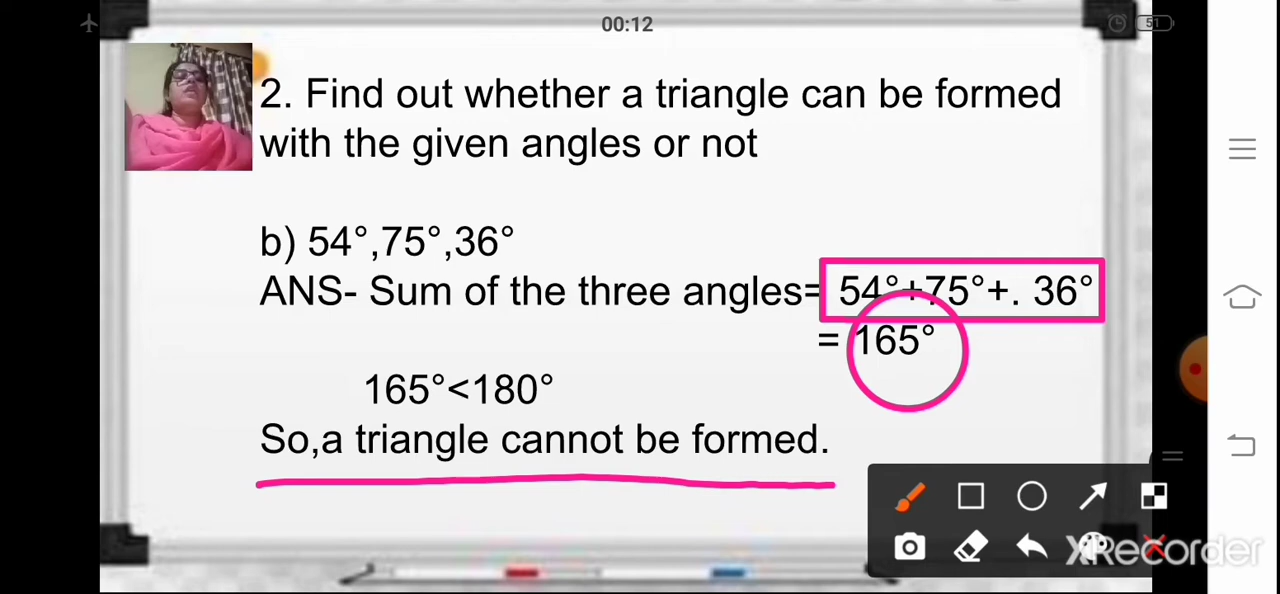 00:12
51
2. Find out whether a triangle can be formed
with the given angles or not
b) 54°,75°,36°
ANS- Sum of the three angles= 54°+75°+. 36°
= 165°
165°<180°
So,a triangle cannot be formed.
XRecorder